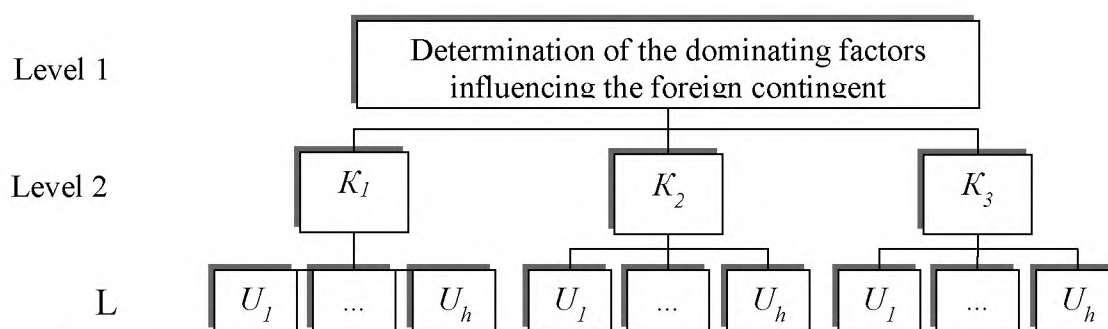 Determination of the dominating factors
influencing the foreign contingent
Level 1
Level 2
K1 K2 K3
L U1 ... Uh U1 ... Uh U1 ... Uh